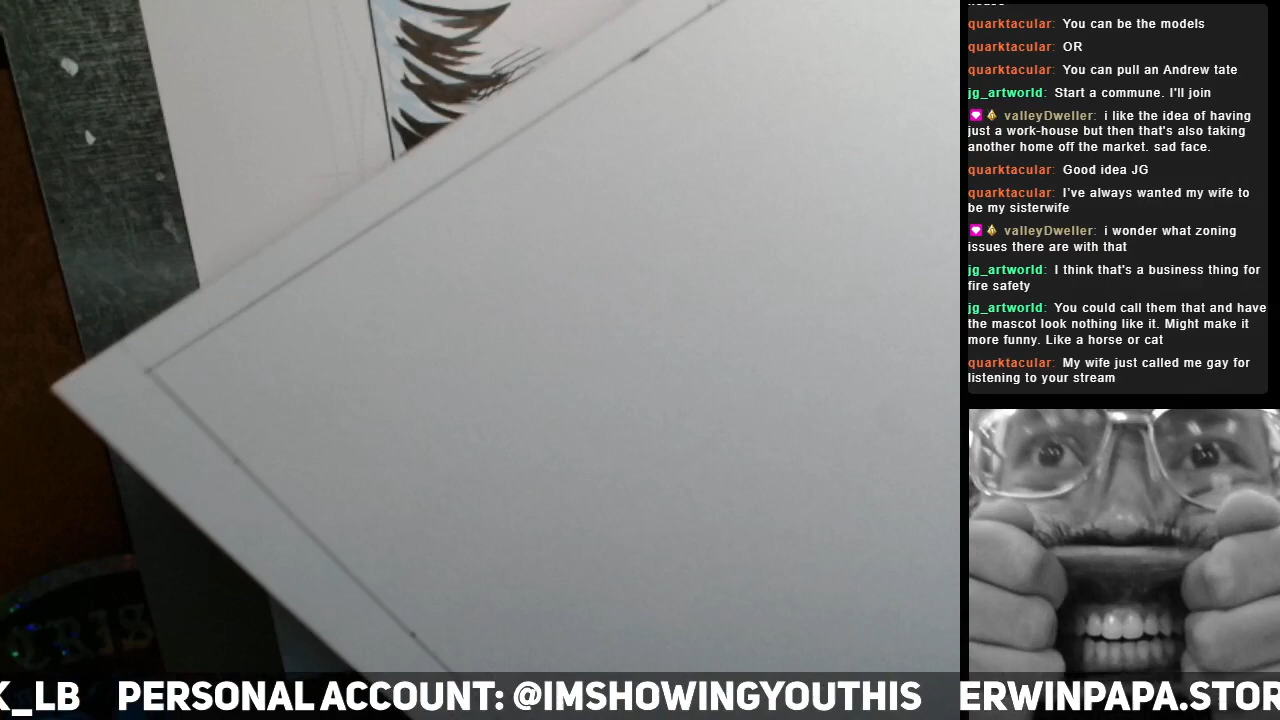 quarktacular: You can be the models
quarktacular: OR
quarktacular: You can pull an Andrew tate
jg_artworld: Start a commune. I'll join
valleyDweller: i like the idea of having
just a work-house but then that's also taking
another home off the market. sad face.
quarktacular: Good idea JG
quarktacular: I've always wanted my wife to
be my sisterwife
valleyDweller: i wonder what zoning
issues there are with that
jg_artworld: I think that's a business thing for
fire safety
jg_artworld: You could call them that and have
the mascot look nothing like it. Might make it
more funny. Like a horse or cat
quarktacular: My wife just called me gay for
listening to your stream
CRIS
K_LB PERSONAL ACCOUNT: @IMSHOWINGYOUTHIS ERWINPAPA.STOR